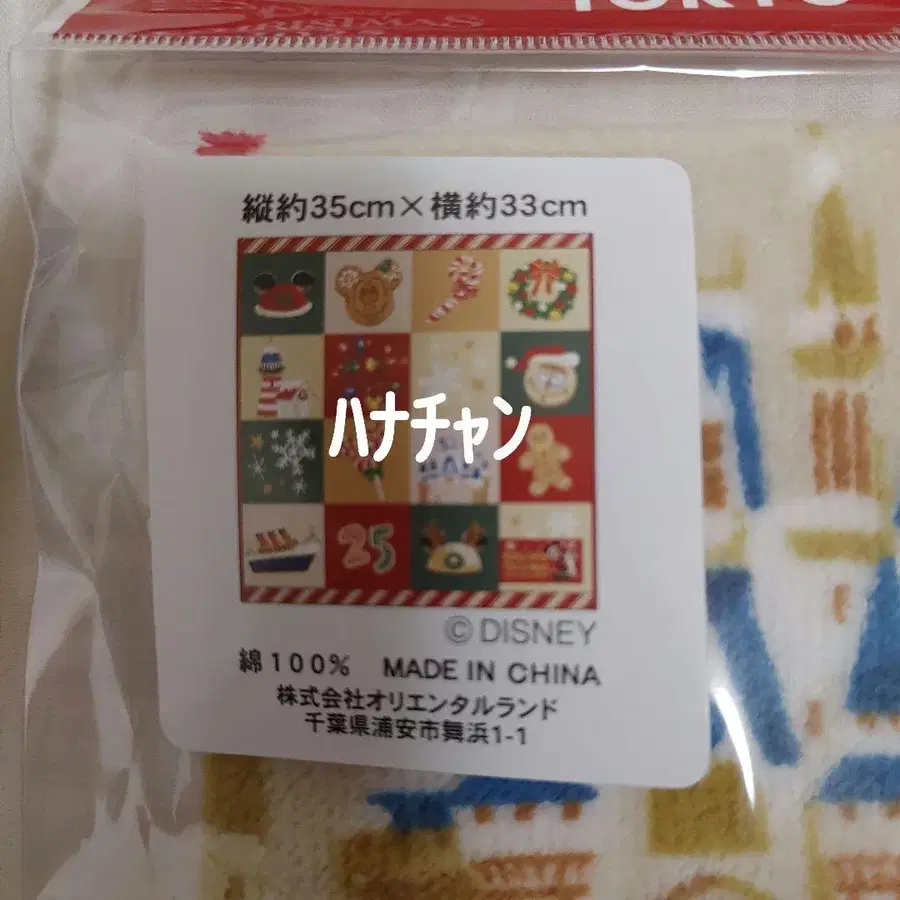 CHRISTMAS
TOKYO
縦約35cm×横約33cm
ハナチャン
25
©DISNEY
綿100% MADE IN CHINA
株式会社オリエンタルランド
千葉県浦安市舞浜1-1